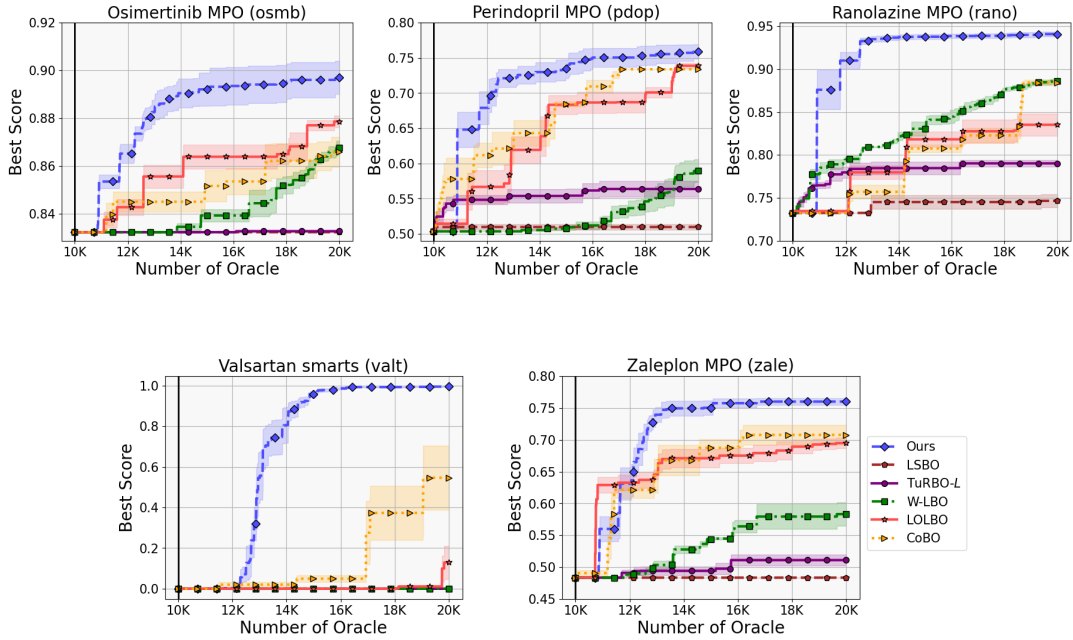 Osimertinib MPO (osmb)
0.92
0.90
0.88
0.86
0.84
Best Score
10K 12K 14K 16K 18K 20K
Number of Oracle
Perindopril MPO (pdop)
0.80
0.75
0.70
0.65
0.60
0.55
0.50
Best Score
10K 12K 14K 16K 18K 20K
Number of Oracle
Ranolazine MPO (rano)
0.95
0.90
0.85
0.80
0.75
0.70
Best Score
10K 12K 14K 16K 18K 20K
Number of Oracle
Valsartan smarts (valt)
1.0
0.8
0.6
0.4
0.2
0.0
Best Score
10K 12K 14K 16K 18K 20K
Number of Oracle
Zaleplon MPO (zale)
0.80
0.75
0.70
0.65
0.60
0.55
0.50
0.45
Best Score
10K 12K 14K 16K 18K 20K
Number of Oracle
Ours
LSBO
TuRBO-L
W-LBO
LOLBO
CoBO